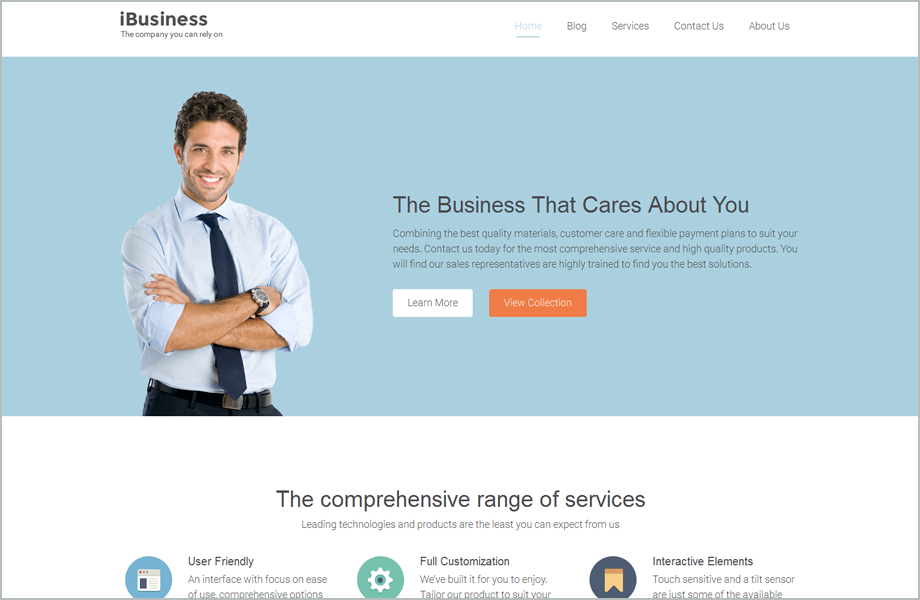 iBusiness
The company you can rely on
Home Blog Services Contact Us About Us
The Business That Cares About You
Combining the best quality materials, customer care and flexible payment plans to suit your
needs. Contact us today for the most comprehensive service and high quality products. You
will find our sales representatives are highly trained to find you the best solutions.
Learn More View Collection
The comprehensive range of services
Leading technologies and products are the least you can expect from us
User Friendly
An interface with focus on ease
of use, comprehensive options
Full Customization
We've built it for you to enjoy.
Tailor our product to suit your
Interactive Elements
Touch sensitive and a tilt sensor
are just some of the available